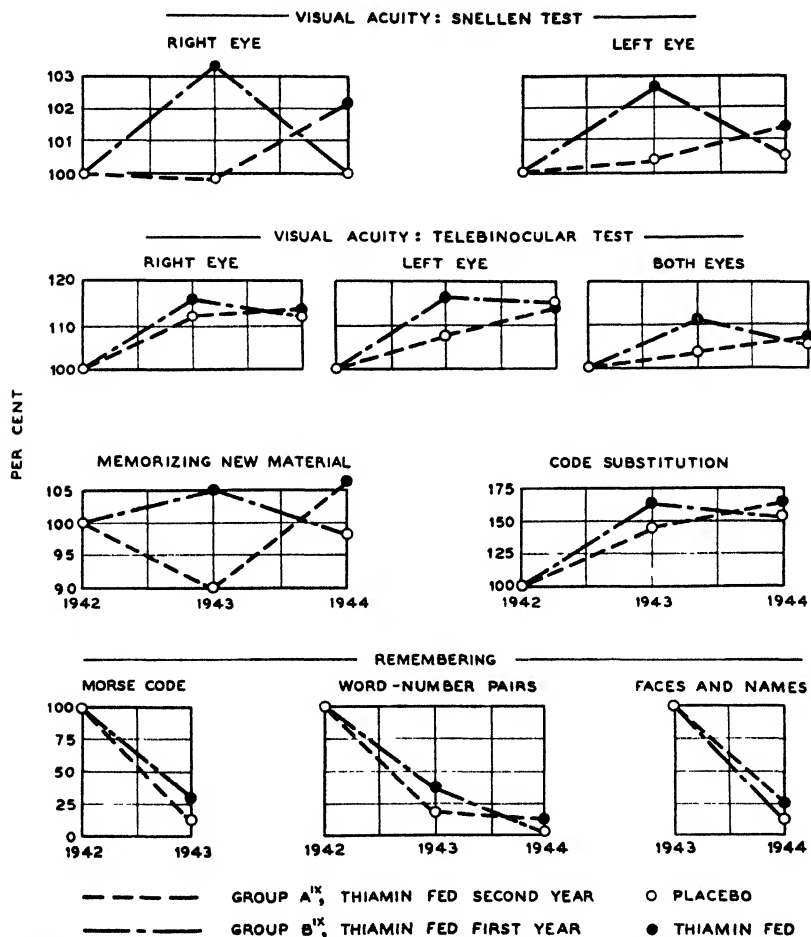 VISUAL ACUITY: SNELLEN TEST
RIGHT EYE LEFT EYE
103
102
101
100
VISUAL ACUITY: TELEBINOCULAR TEST
RIGHT EYE LEFT EYE BOTH EYES
120
110
100
PER CENT
MEMORIZING NEW MATERIAL CODE SUBSTITUTION
105 175
100 150
95 125
90 100
1942 1943 1944 1942 1943 1944
REMEMBERING
MORSE CODE WORD-NUMBER PAIRS FACES AND NAMES
100
75
50
25
0
1942 1943 1942 1943 1944 1943 1944
GROUP A^IX, THIAMIN FED SECOND YEAR O PLACEBO
GROUP B^IX, THIAMIN FED FIRST YEAR ● THIAMIN FED